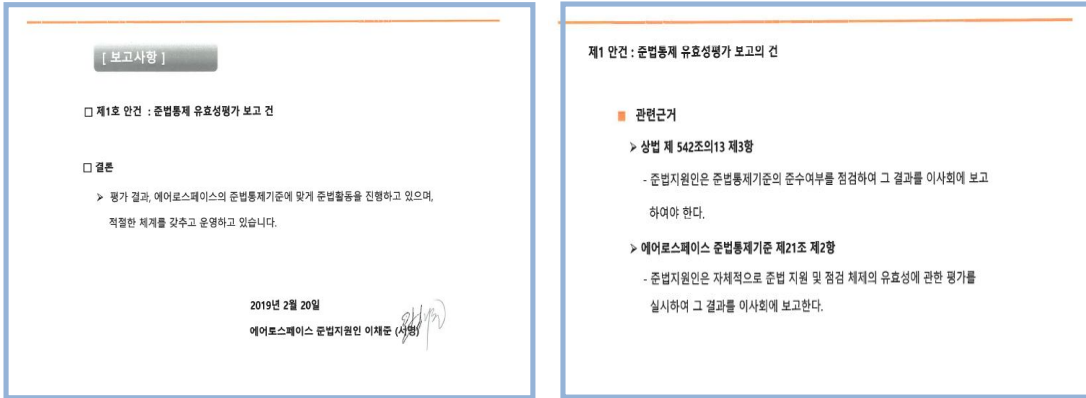 [ 보고사항 ]
□ 제1호 안건 : 준법통제 유효성평가 보고 건
□ 결론
➢ 평가 결과, 에어로스페이스의 준법통제기준에 맞게 준법활동을 진행하고 있으며,
적절한 체계를 갖추고 운영하고 있습니다.
2019년 2월 20일
에어로스페이스 준법지원인 이채준 (서명)
제1 안건 : 준법통제 유효성평가 보고의 건
■ 관련근거
➢ 상법 제 542조의13 제3항
- 준법지원인은 준법통제기준의 준수여부를 점검하여 그 결과를 이사회에 보고
하여야 한다.
➢ 에어로스페이스 준법통제기준 제21조 제2항
- 준법지원인은 자체적으로 준법 지원 및 점검 체제의 유효성에 관한 평가를
실시하여 그 결과를 이사회에 보고한다.